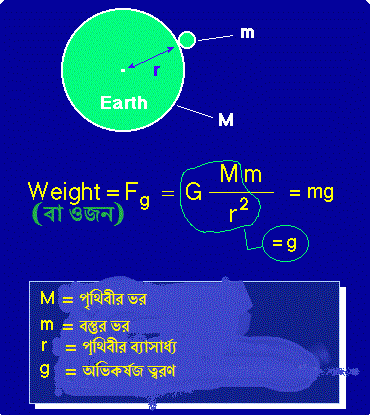 m
r
Earth
M
Weight = Fg = G Mm / r² = mg
(বা ওজন)
= g
M = পৃথিবীর ভর
m = বস্তুর ভর
r = পৃথিবীর ব্যাসার্ধ্য
g = অভিকর্ষজ ত্বরণ